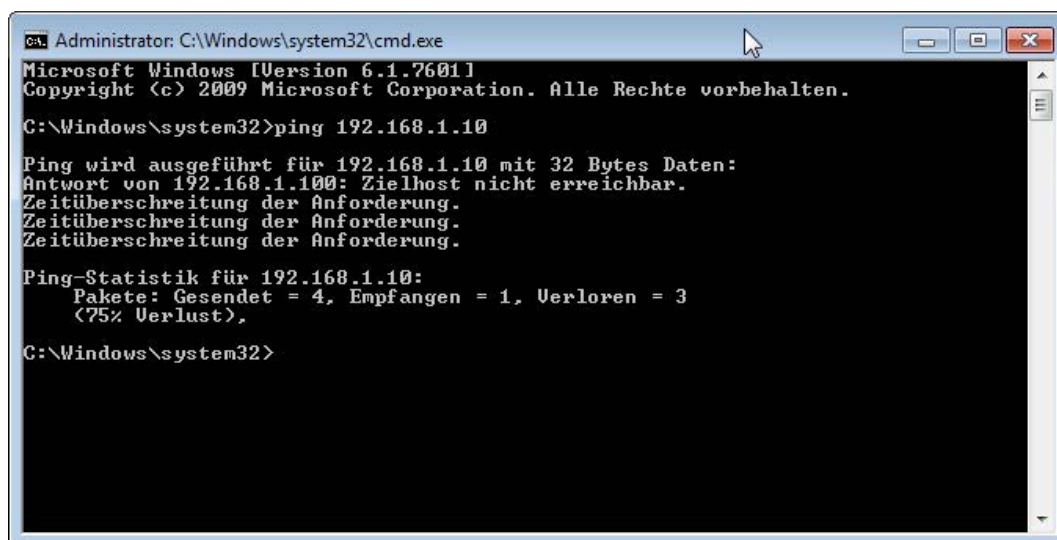 Administrator: C:\Windows\system32\cmd.exe
Microsoft Windows [Version 6.1.7601]
Copyright (c) 2009 Microsoft Corporation. Alle Rechte vorbehalten.
C:\Windows\system32>ping 192.168.1.10
Ping wird ausgeführt für 192.168.1.10 mit 32 Bytes Daten:
Antwort von 192.168.1.100: Zielhost nicht erreichbar.
Zeitüberschreitung der Anforderung.
Zeitüberschreitung der Anforderung.
Zeitüberschreitung der Anforderung.
Ping-Statistik für 192.168.1.10:
Pakete: Gesendet = 4, Empfangen = 1, Verloren = 3
(75% Verlust),
C:\Windows\system32>